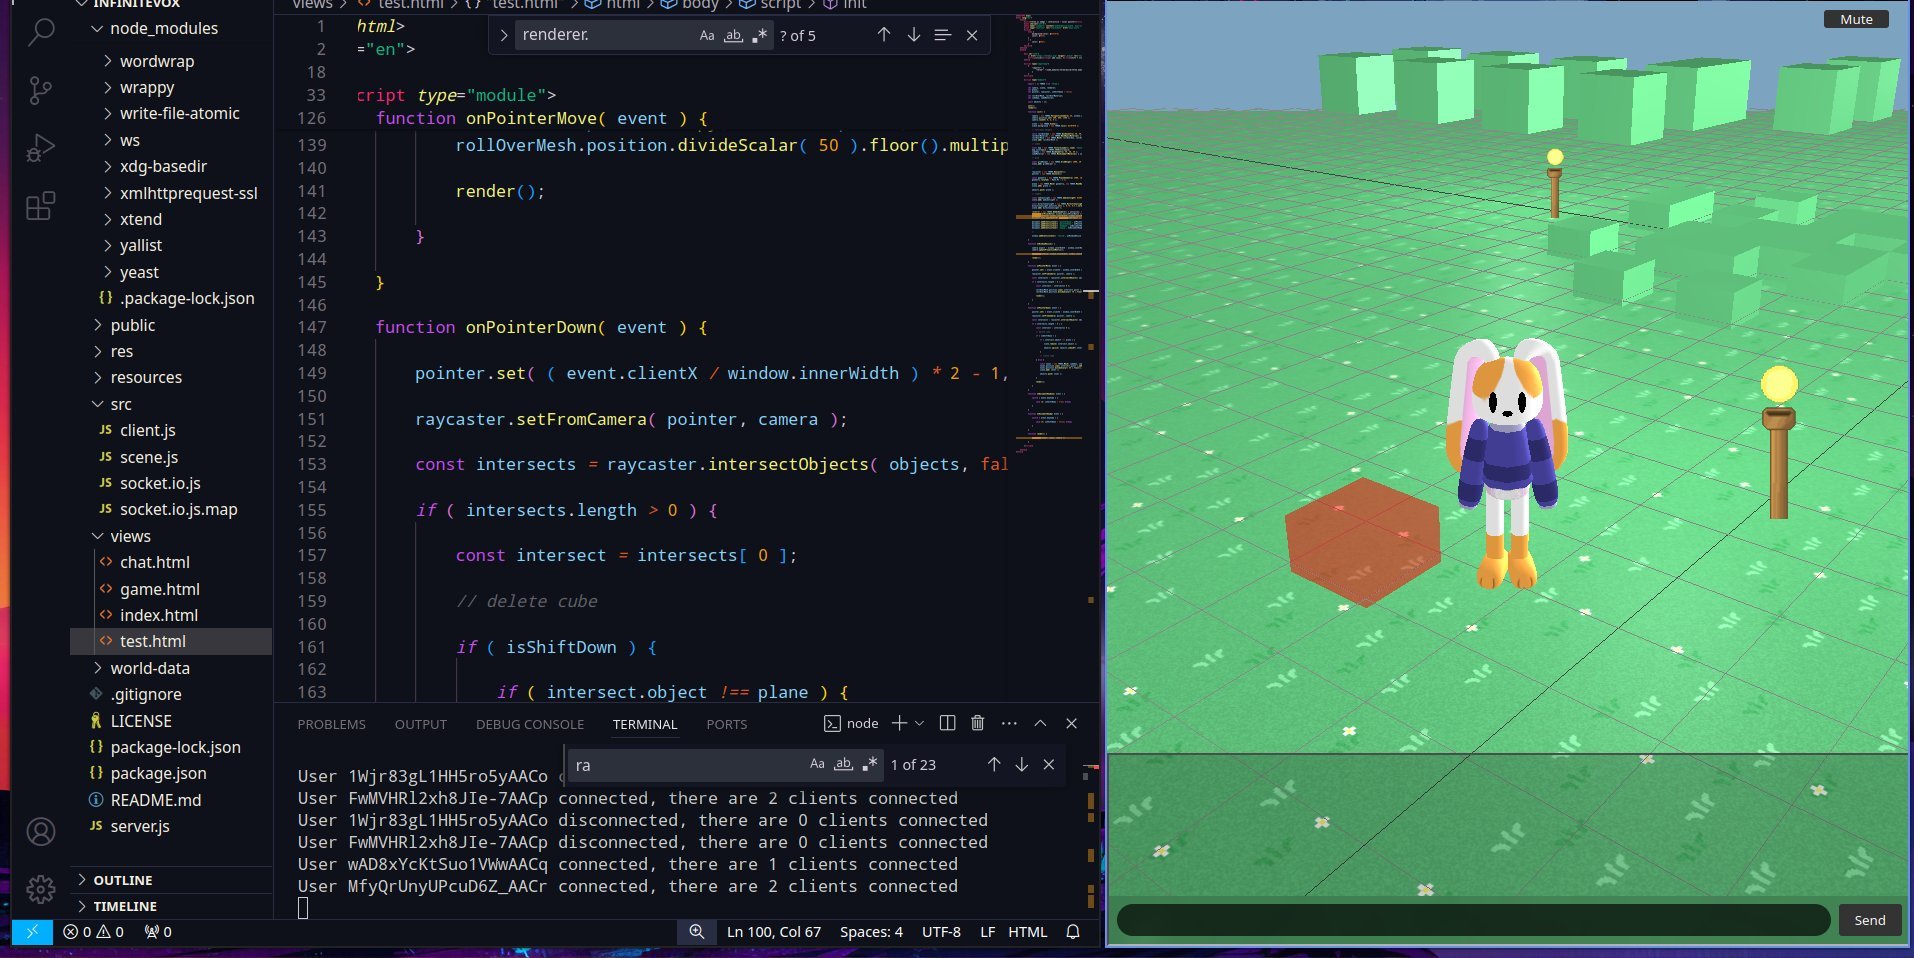 INFINITEVOX
node_modules
wordwrap
wrappy
write-file-atomic
ws
xdg-basedir
xmlhttprequest-ssl
xtend
yallist
yeast
{} .package-lock.json
public
res
resources
src
JS client.js
JS scene.js
JS socket.io.js
JS socket.io.js.map
views
<> chat.html
<> game.html
<> index.html
<> test.html
world-data
.gitignore
LICENSE
{} package-lock.json
{} package.json
README.md
JS server.js
OUTLINE
TIMELINE
views > <> test.html > {} "test.html" > html > body > script > init
renderer.
Aa ab .* ? of 5
1 html>
2 ="en">
18
33 cript type="module">
126 function onPointerMove( event ) {
139 rollOverMesh.position.divideScalar( 50 ).floor().multip
140
141 render();
142
143 }
144
145 }
146
147 function onPointerDown( event ) {
148
149 pointer.set( ( event.clientX / window.innerWidth ) * 2 - 1,
150
151 raycaster.setFromCamera( pointer, camera );
152
153 const intersects = raycaster.intersectObjects( objects, fal
154
155 if ( intersects.length > 0 ) {
156
157 const intersect = intersects[ 0 ];
158
159 // delete cube
160
161 if ( isShiftDown ) {
162
163 if ( intersect.object !== plane ) {
PROBLEMS OUTPUT DEBUG CONSOLE TERMINAL PORTS node
ra Aa ab .* 1 of 23
User 1Wjr83gL1HH5ro5yAACo c
User FwMVHRl2xh8JIe-7AACp connected, there are 2 clients connected
User 1Wjr83gL1HH5ro5yAACo disconnected, there are 0 clients connected
User FwMVHRl2xh8JIe-7AACp disconnected, there are 0 clients connected
User wAD8xYcKtSuo1VWwAACq connected, there are 1 clients connected
User MfyQrUnyUPcuD6Z_AACr connected, there are 2 clients connected
0 0 0 Ln 100, Col 67 Spaces: 4 UTF-8 LF HTML
Mute
Send